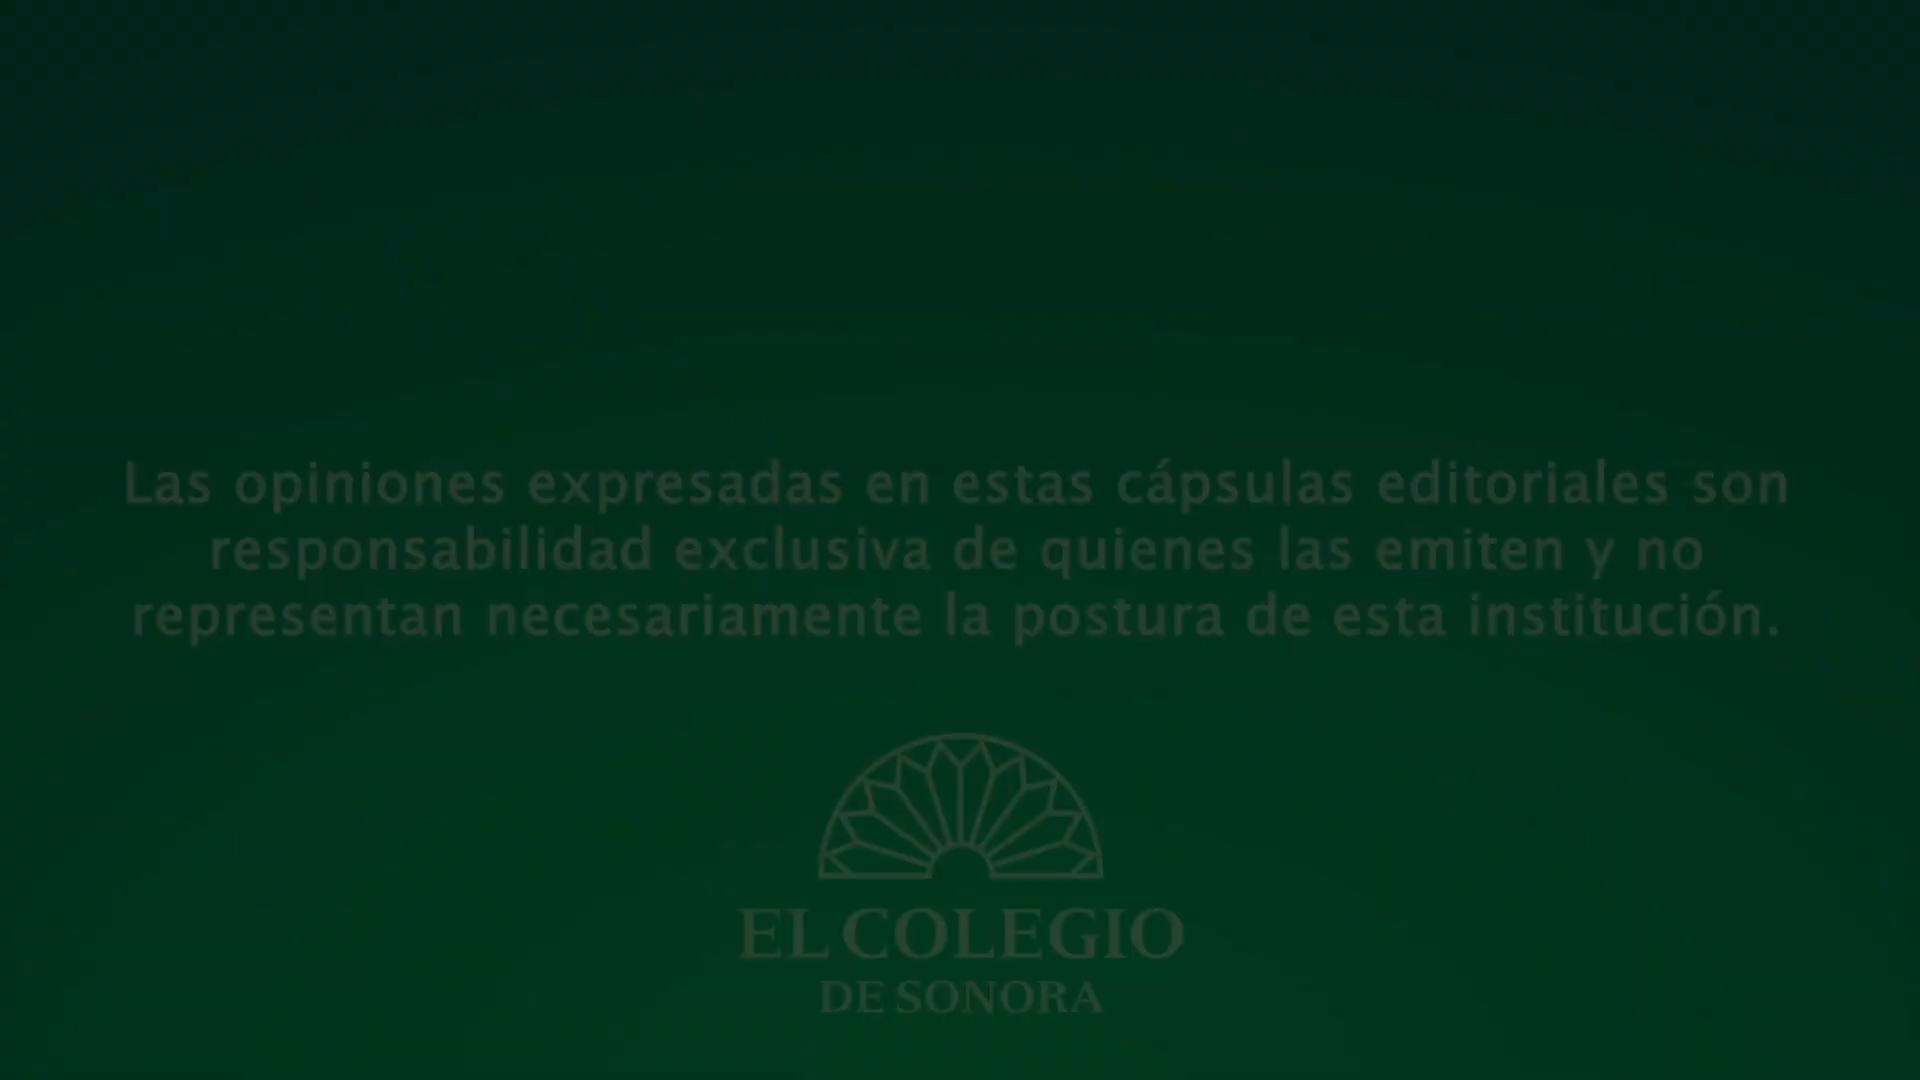 Las opiniones expresadas en estas cápsulas editoriales son
responsabilidad exclusiva de quienes las emiten y no
representan necesariamente la postura de esta institución.
EL COLEGIO
DE SONORA